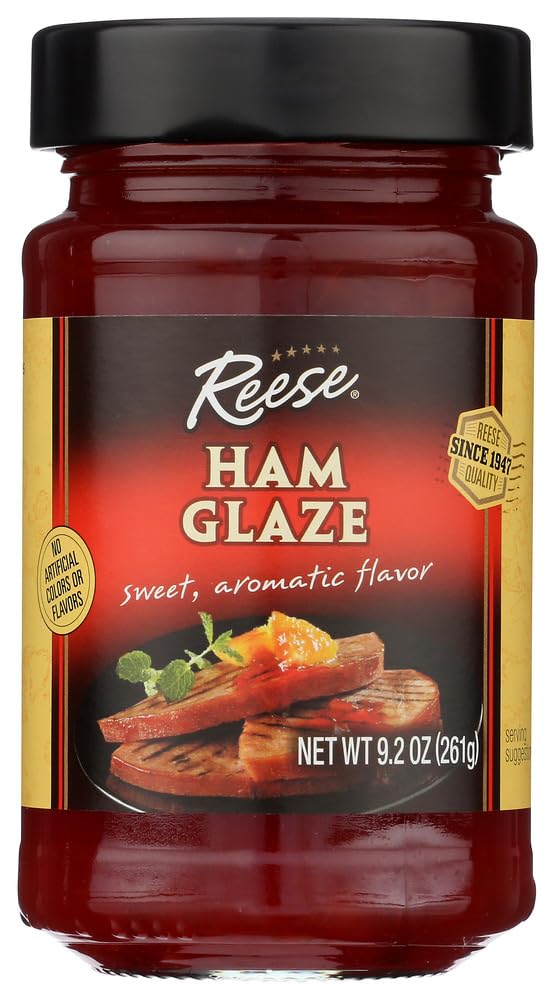 Reese®
HAM
GLAZE
sweet, aromatic flavor
REESE
SINCE 1947
QUALITY
NO
ARTIFICIAL
COLORS OR
FLAVORS
NET WT 9.2 OZ (261g)
serving